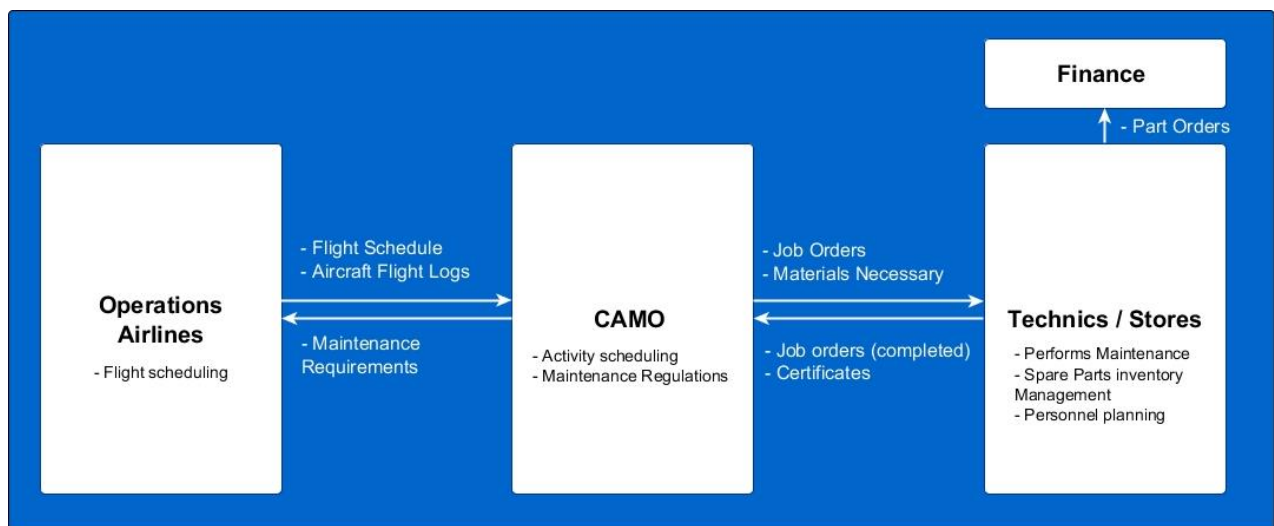 Finance
- Part Orders
Operations
Airlines
- Flight scheduling
- Flight Schedule
- Aircraft Flight Logs
- Maintenance
Requirements
CAMO
- Activity scheduling
- Maintenance Regulations
- Job Orders
- Materials Necessary
- Job orders (completed)
- Certificates
Technics / Stores
- Performs Maintenance
- Spare Parts inventory
Management
- Personnel planning